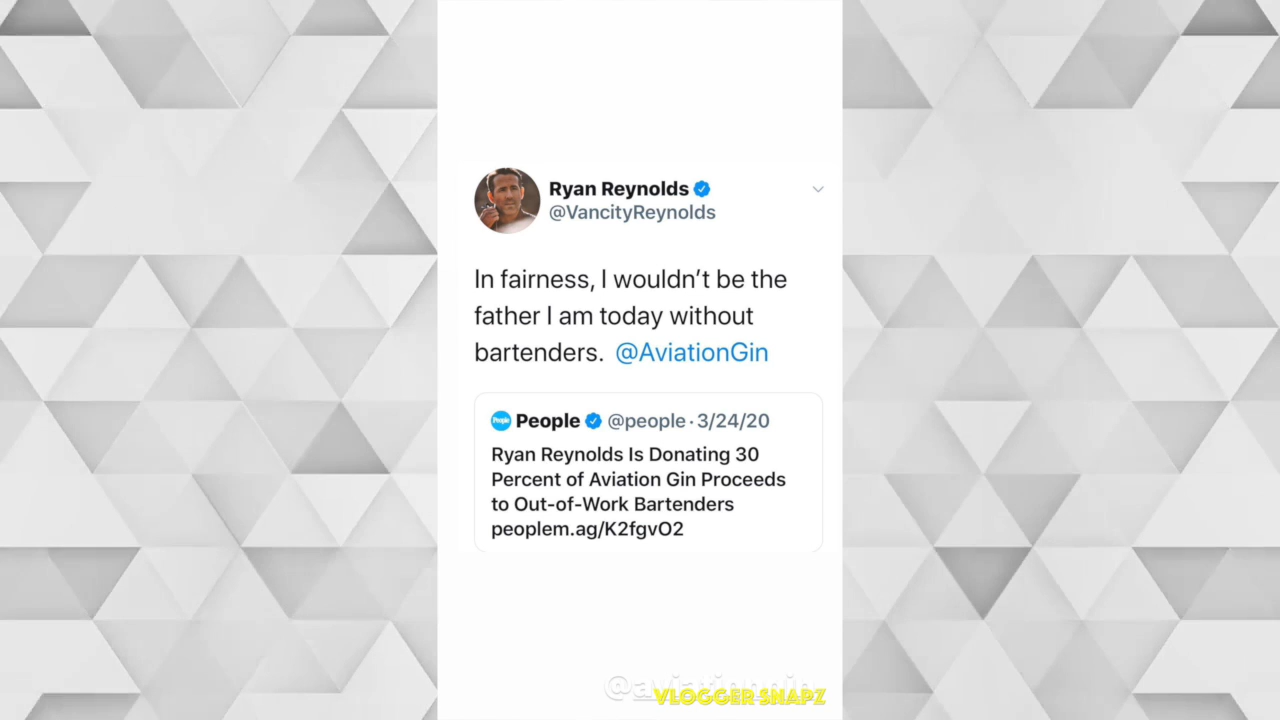 Ryan Reynolds
@VancityReynolds
In fairness, I wouldn’t be the
father I am today without
bartenders. @AviationGin
People @people · 3/24/20
Ryan Reynolds Is Donating 30
Percent of Aviation Gin Proceeds
to Out-of-Work Bartenders
peoplem.ag/K2fgvO2
@aviationgin
VLOGGER SNAPZ